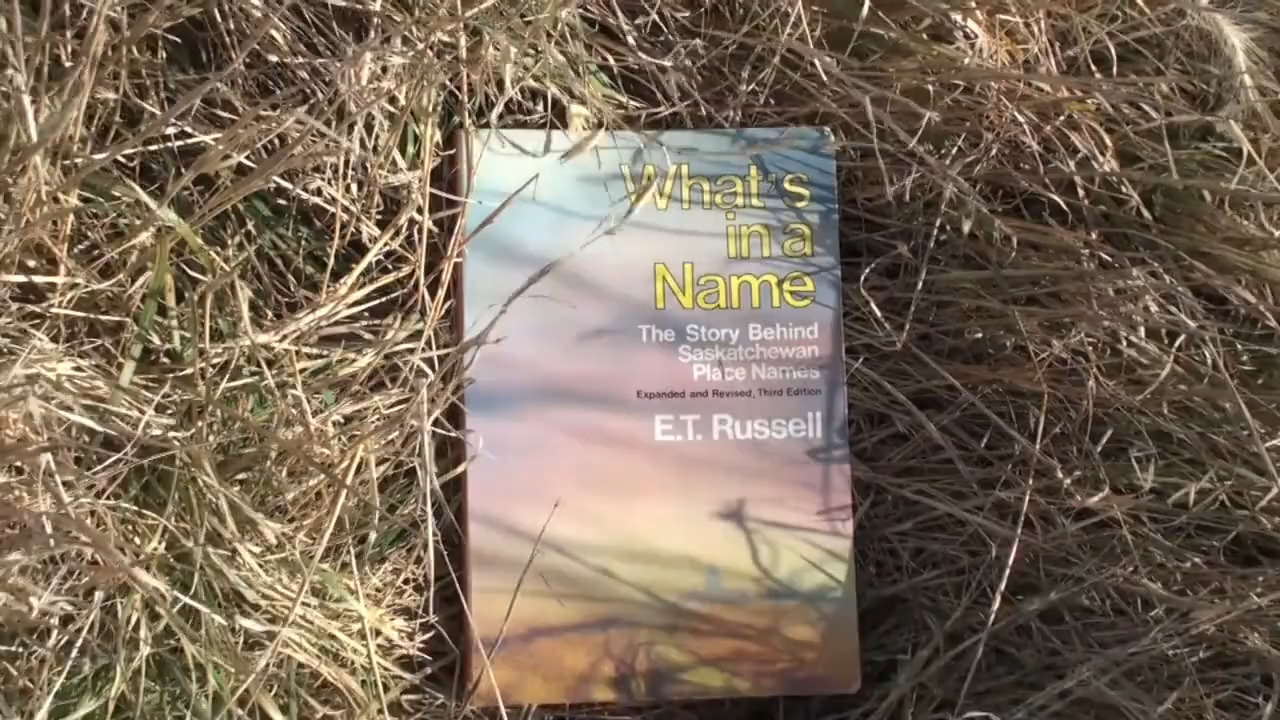 What's
in a
Name
The Story Behind
Saskatchewan
Place Names
Expanded and Revised, Third Edition
E.T. Russell